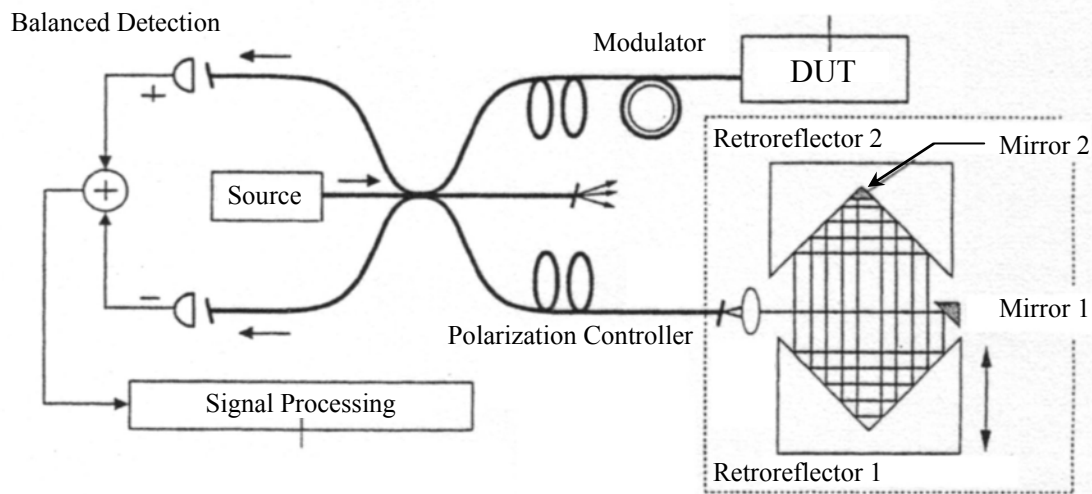 Balanced Detection
Modulator
DUT
Retroreflector 2
Mirror 2
+
+
Source
Mirror 1
−
Polarization Controller
Signal Processing
Retroreflector 1